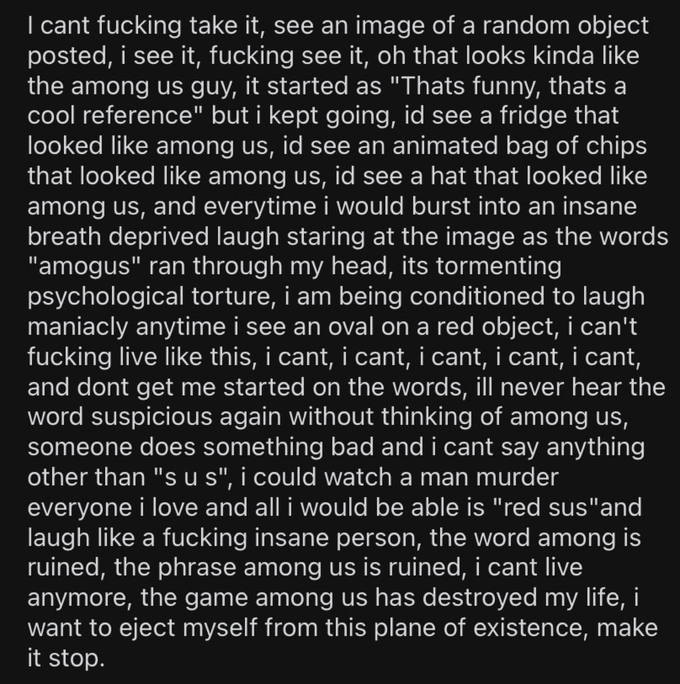 I cant fucking take it, see an image of a random object
posted, i see it, fucking see it, oh that looks kinda like
the among us guy, it started as "Thats funny, thats a
cool reference" but i kept going, id see a fridge that
looked like among us, id see an animated bag of chips
that looked like among us, id see a hat that looked like
among us, and everytime i would burst into an insane
breath deprived laugh staring at the image as the words
"amogus" ran through my head, its tormenting
psychological torture, i am being conditioned to laugh
maniacly anytime i see an oval on a red object, i can't
fucking live like this, i cant, i cant, i cant, i cant, i cant,
and dont get me started on the words, ill never hear the
word suspicious again without thinking of among us,
someone does something bad and i cant say anything
other than "s u s", i could watch a man murder
everyone i love and all i would be able is "red sus"and
laugh like a fucking insane person, the word among is
ruined, the phrase among us is ruined, i cant live
anymore, the game among us has destroyed my life, i
want to eject myself from this plane of existence, make
it stop.